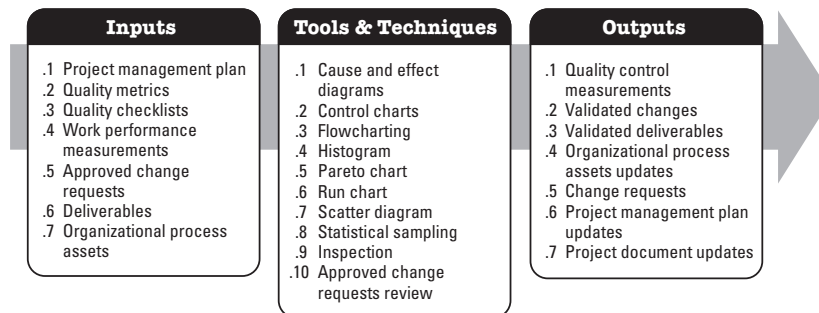 Inputs
.1 Project management plan
.2 Quality metrics
.3 Quality checklists
.4 Work performance
measurements
.5 Approved change
requests
.6 Deliverables
.7 Organizational process
assets
Tools & Techniques
.1 Cause and effect
diagrams
.2 Control charts
.3 Flowcharting
.4 Histogram
.5 Pareto chart
.6 Run chart
.7 Scatter diagram
.8 Statistical sampling
.9 Inspection
.10 Approved change
requests review
Outputs
.1 Quality control
measurements
.2 Validated changes
.3 Validated deliverables
.4 Organizational process
assets updates
.5 Change requests
.6 Project management plan
updates
.7 Project document updates